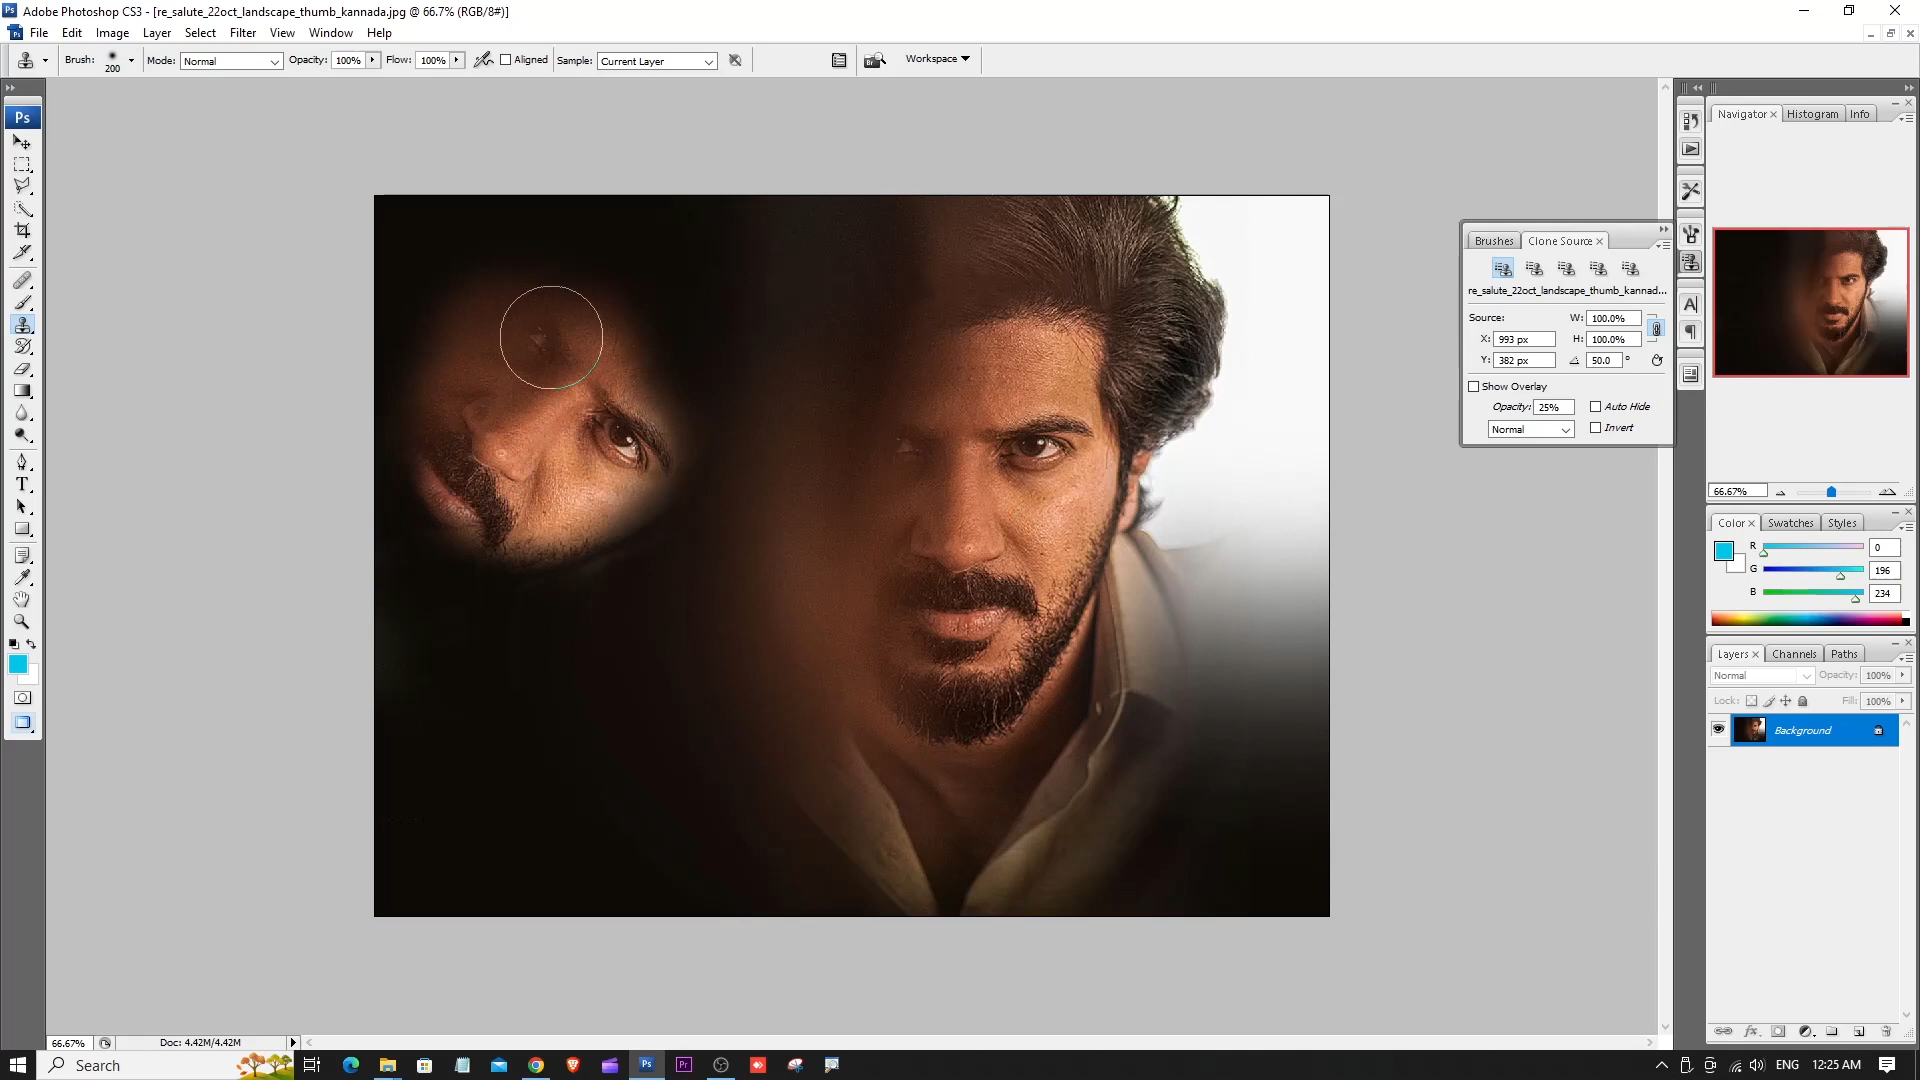 Adobe Photoshop CS3 - [re_salute_22oct_landscape_thumb_kannada.jpg @ 66.7% (RGB/8#)]
File Edit Image Layer Select Filter View Window Help
Brush: 200 Mode: Normal Opacity: 100% Flow: 100% Aligned Sample: Current Layer Workspace
Ps
Navigator Histogram Info
Brushes Clone Source
re_salute_22oct_landscape_thumb_kannad...
Source: W: 100.0%
X: 993 px H: 100.0%
Y: 382 px 50.0 °
Show Overlay
Opacity: 25% Auto Hide
Normal Invert
66.67%
Color Swatches Styles
R 0
G 196
B 234
Layers Channels Paths
Normal Opacity: 100%
Lock: Fill: 100%
Background
66.67% Doc: 4.42M/4.42M
Search ENG 12:25 AM